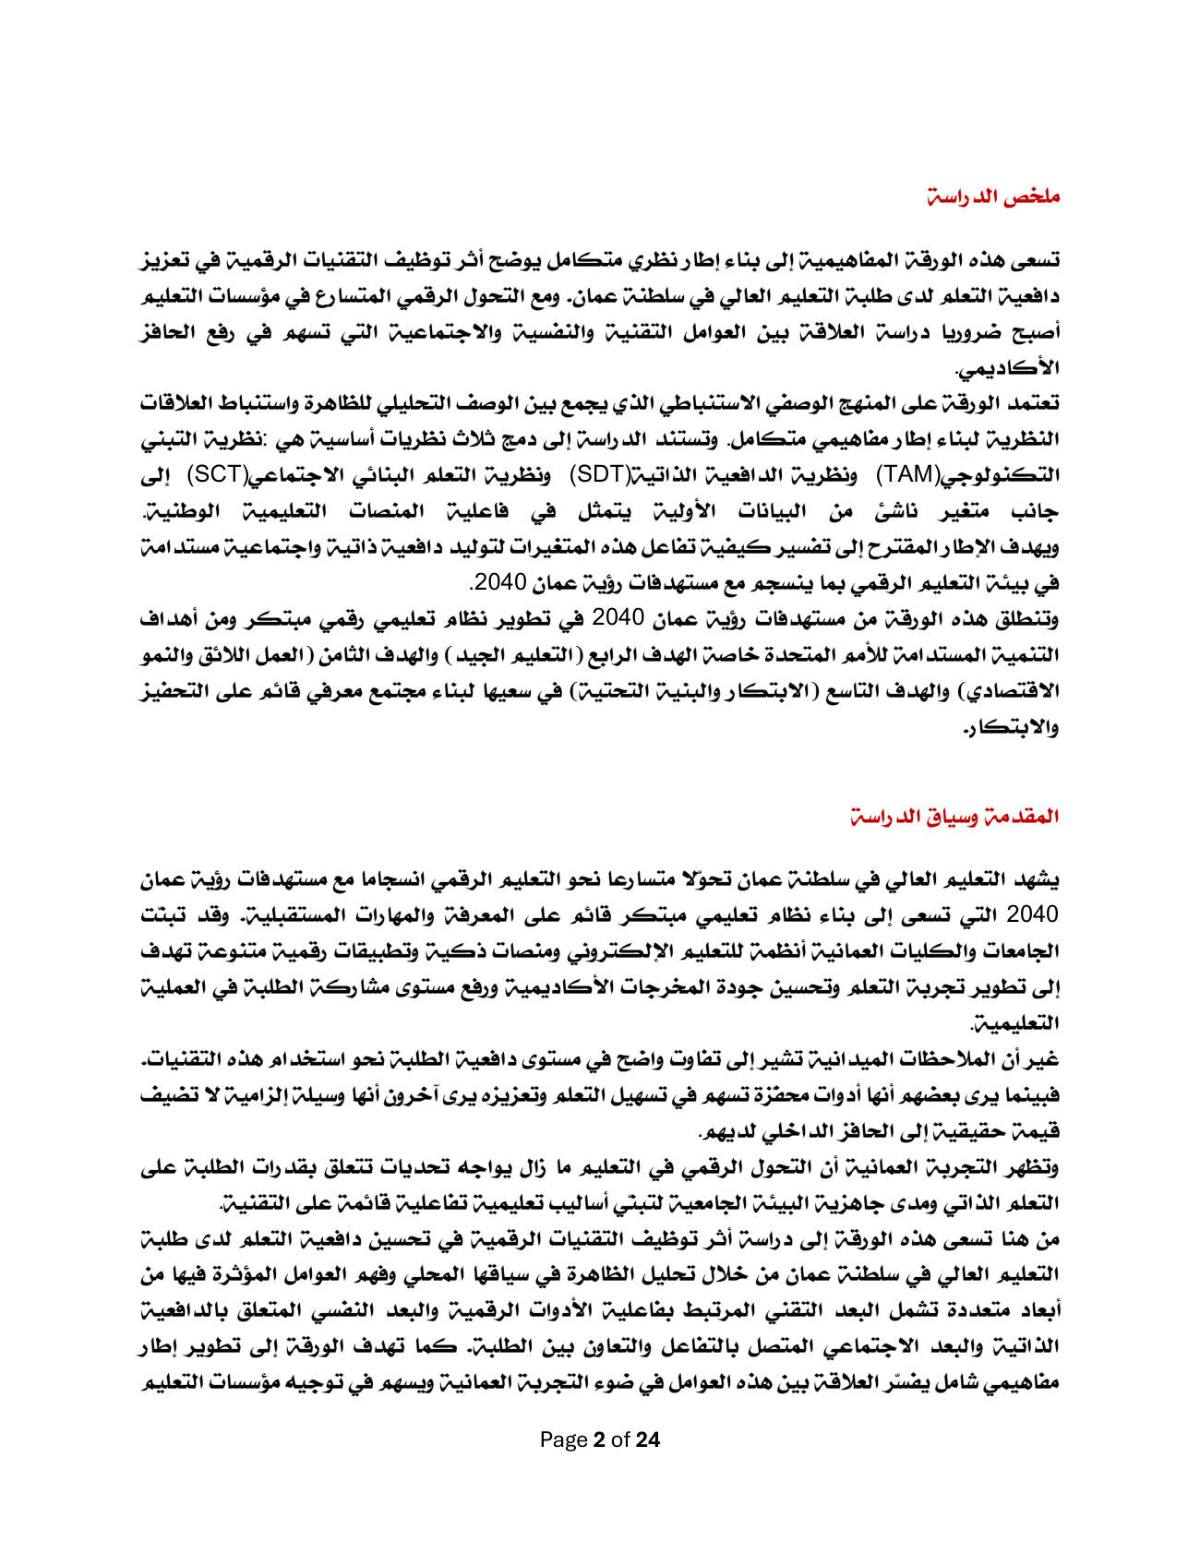 ملخص الدراسة
تسعى هذه الورقة المفاهيمية إلى بناء إطار نظري متكامل يوضح أثر توظيف التقنيات الرقمية في تعزيز
دافعية التعلم لدى طلبة التعليم العالي في سلطنة عمان. ومع التحول الرقمي المتسارع في مؤسسات التعليم
أصبح ضروريا دراسة العلاقة بين العوامل التقنية والنفسية والاجتماعية التي تسهم في رفع الحافز
الأكاديمي.
تعتمد الورقة على المنهج الوصفي الاستنباطي الذي يجمع بين الوصف التحليلي للظاهرة واستنباط العلاقات
النظرية لبناء إطار مفاهيمي متكامل. وتستند الدراسة إلى دمج ثلاث نظريات أساسية هي :نظرية التبني
التكنولوجي(TAM) ونظرية الدافعية الذاتية(SDT) ونظرية التعلم البنائي الاجتماعي(SCT) إلى
جانب متغير ناشئ من البيانات الأولية يتمثل في فاعلية المنصات التعليمية الوطنية.
ويهدف الإطار المقترح إلى تفسير كيفية تفاعل هذه المتغيرات لتوليد دافعية ذاتية واجتماعية مستدامة
في بيئة التعليم الرقمي بما ينسجم مع مستهدفات رؤية عمان 2040.
وتنطلق هذه الورقة من مستهدفات رؤية عمان 2040 في تطوير نظام تعليمي رقمي مبتكر ومن أهداف
التنمية المستدامة للأمم المتحدة خاصة الهدف الرابع (التعليم الجيد) والهدف الثامن (العمل اللائق والنمو
الاقتصادي) والهدف التاسع (الابتكار والبنية التحتية) في سعيها لبناء مجتمع معرفي قائم على التحفيز
والابتكار.
المقدمة وسياق الدراسة
يشهد التعليم العالي في سلطنة عمان تحوّلا متسارعا نحو التعليم الرقمي انسجاما مع مستهدفات رؤية عمان
2040 التي تسعى إلى بناء نظام تعليمي مبتكر قائم على المعرفة والمهارات المستقبلية. وقد تبنّت
الجامعات والكليات العمانية أنظمة للتعليم الإلكتروني ومنصات ذكية وتطبيقات رقمية متنوعة تهدف
إلى تطوير تجربة التعلم وتحسين جودة المخرجات الأكاديمية ورفع مستوى مشاركة الطلبة في العملية
التعليمية.
غير أن الملاحظات الميدانية تشير إلى تفاوت واضح في مستوى دافعية الطلبة نحو استخدام هذه التقنيات.
فبينما يرى بعضهم أنها أدوات محفّزة تسهم في تسهيل التعلم وتعزيزه يرى آخرون أنها وسيلة إلزامية لا تضيف
قيمة حقيقية إلى الحافز الداخلي لديهم.
وتظهر التجربة العمانية أن التحول الرقمي في التعليم ما زال يواجه تحديات تتعلق بقدرات الطلبة على
التعلم الذاتي ومدى جاهزية البيئة الجامعية لتبنّي أساليب تعليمية تفاعلية قائمة على التقنية.
من هنا تسعى هذه الورقة إلى دراسة أثر توظيف التقنيات الرقمية في تحسين دافعية التعلم لدى طلبة
التعليم العالي في سلطنة عمان من خلال تحليل الظاهرة في سياقها المحلي وفهم العوامل المؤثرة فيها من
أبعاد متعددة تشمل البعد التقني المرتبط بفاعلية الأدوات الرقمية والبعد النفسي المتعلق بالدافعية
الذاتية والبعد الاجتماعي المتصل بالتفاعل والتعاون بين الطلبة. كما تهدف الورقة إلى تطوير إطار
مفاهيمي شامل يفسّر العلاقة بين هذه العوامل في ضوء التجربة العمانية ويسهم في توجيه مؤسسات التعليم
Page 2 of 24